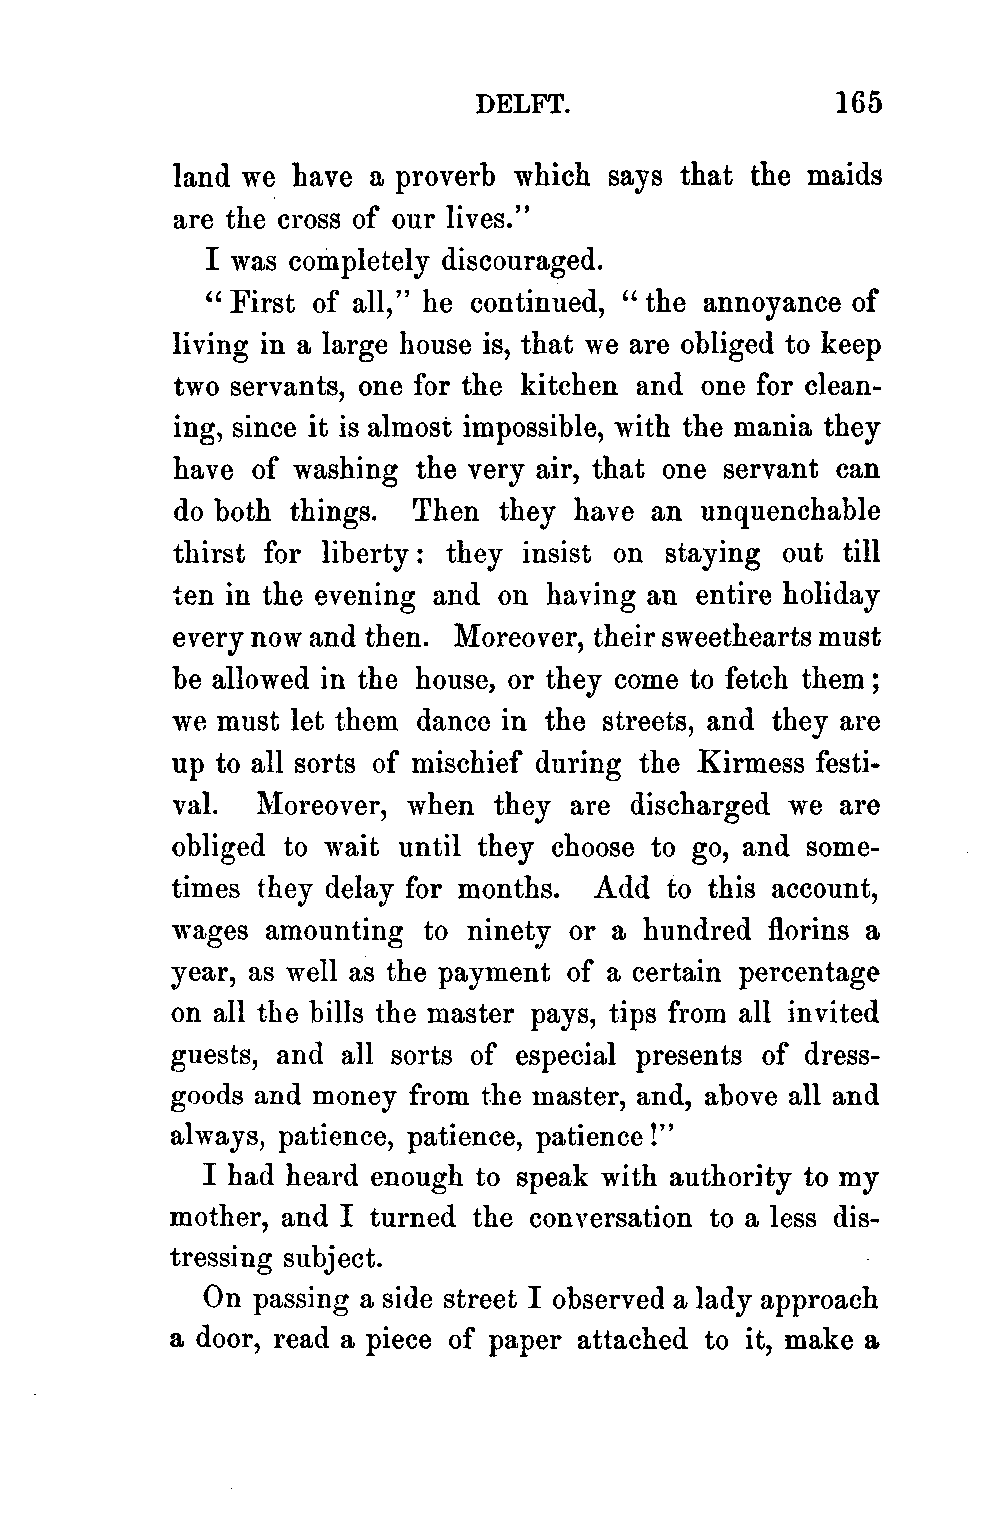 DELFT. 165
land we have a proverb which says that the maids
are the cross of our lives."
I was completely discouraged.
"First of all," he continued, "the annoyance of
living in a large house is, that we are obliged to keep
two servants, one for the kitchen and one for clean-
ing, since it is almost impossible, with the mania they
have of washing the very air, that one servant can
do both things. Then they have an unquenchable
thirst for liberty: they insist on staying out till
ten in the evening and on having an entire holiday
every now and then. Moreover, their sweethearts must
be allowed in the house, or they come to fetch them;
we must let them dance in the streets, and they are
up to all sorts of mischief during the Kirmess festi-
val. Moreover, when they are discharged we are
obliged to wait until they choose to go, and some-
times they delay for months. Add to this account,
wages amounting to ninety or a hundred florins a
year, as well as the payment of a certain percentage
on all the bills the master pays, tips from all invited
guests, and all sorts of especial presents of dress-
goods and money from the master, and, above all and
always, patience, patience, patience!"
I had heard enough to speak with authority to my
mother, and I turned the conversation to a less dis-
tressing subject.
On passing a side street I observed a lady approach
a door, read a piece of paper attached to it, make a